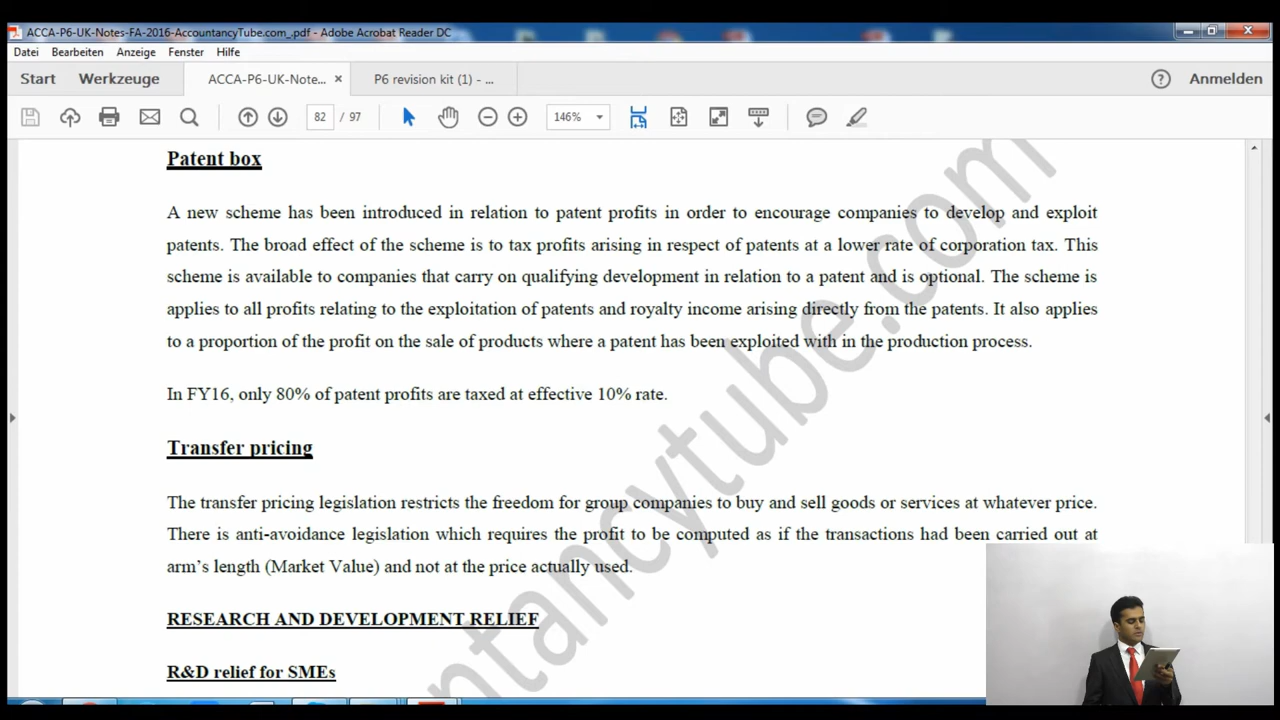 ACCA-P6-UK-Notes-FA-2016-AccountancyTube.com_.pdf - Adobe Acrobat Reader DC
Datei Bearbeiten Anzeige Fenster Hilfe
Start Werkzeuge ACCA-P6-UK-Note... × P6 revision kit (1) - ... Anmelden
82 / 97 146%
Patent box
A new scheme has been introduced in relation to patent profits in order to encourage companies to develop and exploit
patents. The broad effect of the scheme is to tax profits arising in respect of patents at a lower rate of corporation tax. This
scheme is available to companies that carry on qualifying development in relation to a patent and is optional. The scheme is
applies to all profits relating to the exploitation of patents and royalty income arising directly from the patents. It also applies
to a proportion of the profit on the sale of products where a patent has been exploited with in the production process.
In FY16, only 80% of patent profits are taxed at effective 10% rate.
Transfer pricing
The transfer pricing legislation restricts the freedom for group companies to buy and sell goods or services at whatever price.
There is anti-avoidance legislation which requires the profit to be computed as if the transactions had been carried out at
arm's length (Market Value) and not at the price actually used.
RESEARCH AND DEVELOPMENT RELIEF
R&D relief for SMEs
ntancytube.com